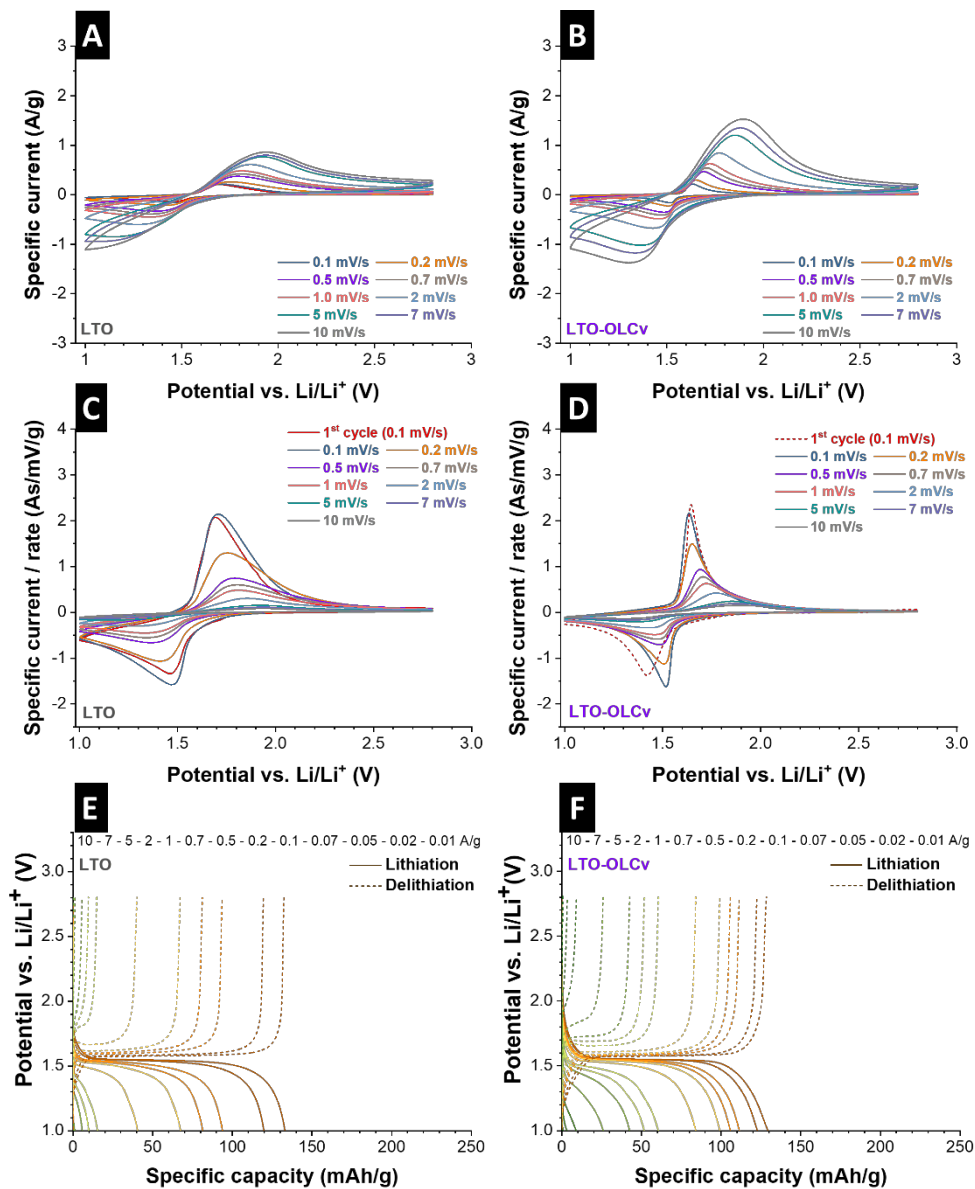 A
Specific current (A/g)
3
2
1
0
-1
-2
-3
0.1 mV/s 0.2 mV/s
0.5 mV/s 0.7 mV/s
1.0 mV/s 2 mV/s
5 mV/s 7 mV/s
10 mV/s
LTO
1 1.5 2 2.5 3
Potential vs. Li/Li⁺ (V)
B
Specific current (A/g)
3
2
1
0
-1
-2
-3
0.1 mV/s 0.2 mV/s
0.5 mV/s 0.7 mV/s
1.0 mV/s 2 mV/s
5 mV/s 7 mV/s
10 mV/s
LTO-OLCv
1 1.5 2 2.5 3
Potential vs. Li/Li⁺ (V)
C
Specific current / rate (As/mV/g)
4
3
2
1
0
-1
-2
1st cycle (0.1 mV/s)
0.1 mV/s 0.2 mV/s
0.5 mV/s 0.7 mV/s
1 mV/s 2 mV/s
5 mV/s 7 mV/s
10 mV/s
LTO
1.0 1.5 2.0 2.5 3.0
Potential vs. Li/Li⁺ (V)
D
Specific current / rate (As/mV/g)
4
3
2
1
0
-1
-2
1st cycle (0.1 mV/s)
0.1 mV/s 0.2 mV/s
0.5 mV/s 0.7 mV/s
1 mV/s 2 mV/s
5 mV/s 7 mV/s
10 mV/s
LTO-OLCv
1.0 1.5 2.0 2.5 3.0
Potential vs. Li/Li⁺ (V)
E
Potential vs. Li/Li⁺ (V)
10 - 7 - 5 - 2 - 1 - 0.7 - 0.5 - 0.2 - 0.1 - 0.07 - 0.05 - 0.02 - 0.01 A/g
LTO
Lithiation
Delithiation
3.0
2.5
2.0
1.5
1.0
0 50 100 150 200 250
Specific capacity (mAh/g)
F
Potential vs. Li/Li⁺ (V)
10 - 7 - 5 - 2 - 1 - 0.7 - 0.5 - 0.2 - 0.1 - 0.07 - 0.05 - 0.02 - 0.01 A/g
LTO-OLCv
Lithiation
Delithiation
3.0
2.5
2.0
1.5
1.0
0 50 100 150 200 250
Specific capacity (mAh/g)